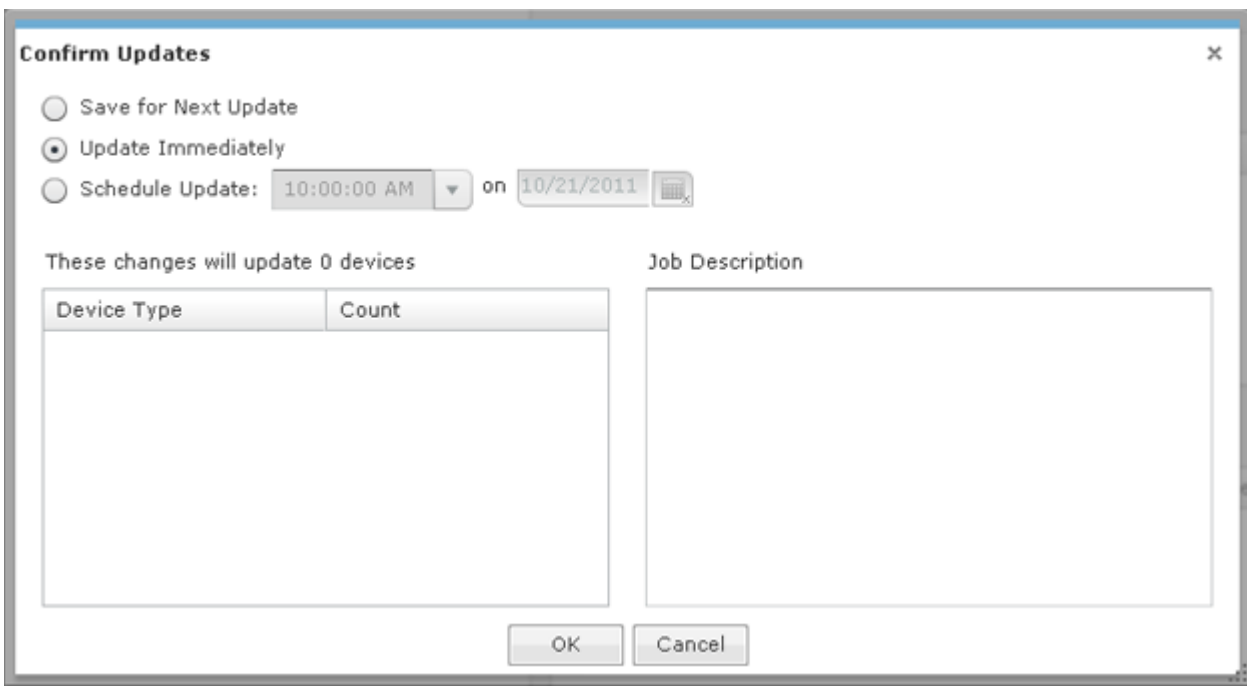 Confirm Updates
Save for Next Update
Update Immediately
Schedule Update: 10:00:00 AM on 10/21/2011
These changes will update 0 devices
Job Description
Device Type Count
OK Cancel